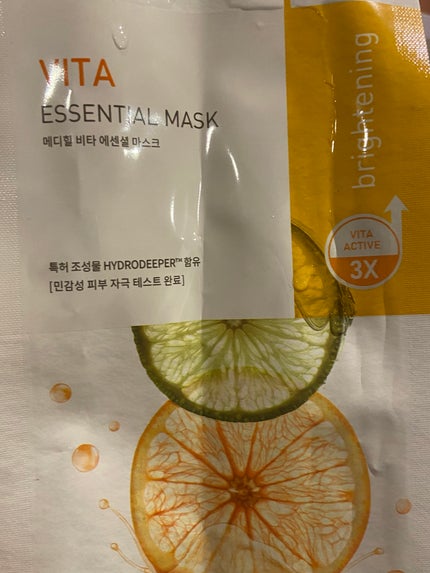 VITA
ESSENTIAL MASK
메디힐 비타 에센셜 마스크
특허 조성물 HYDRODEEPER™ 함유
[민감성 피부 자극 테스트 완료]
brightening
VITA
ACTIVE
3X